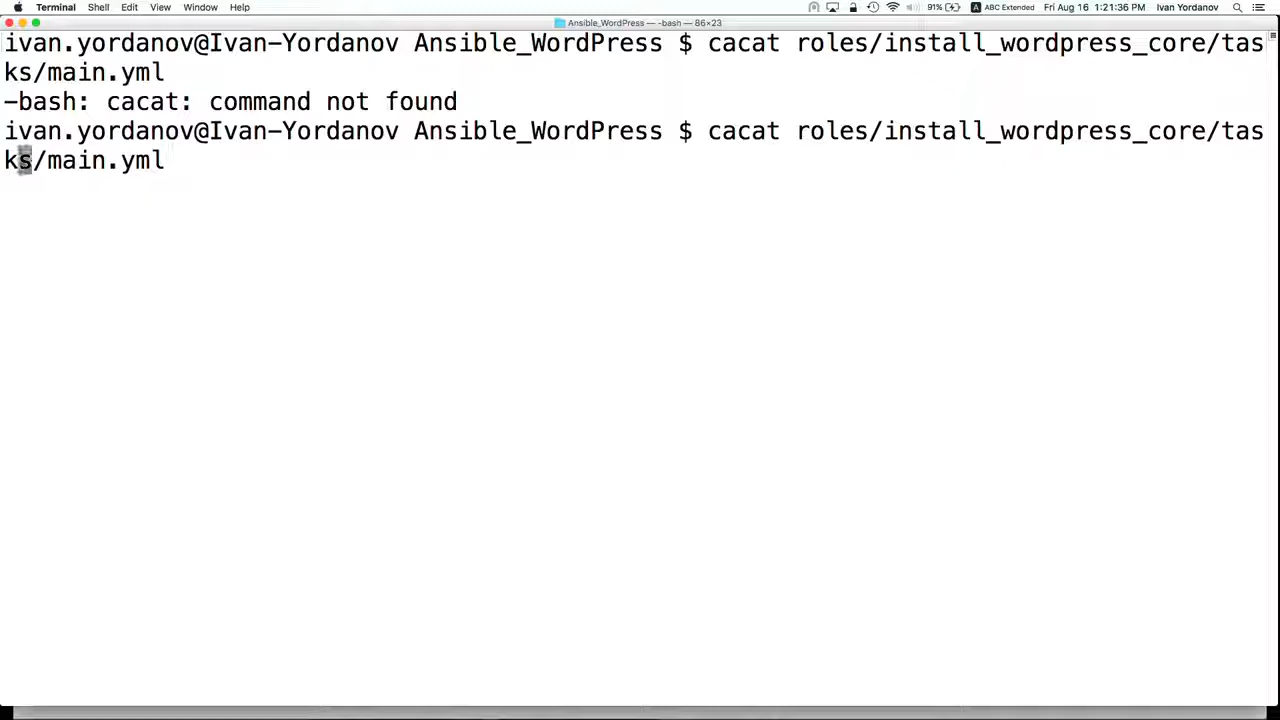 Terminal Shell Edit View Window Help 91% ABC Extended Fri Aug 16 1:21:36 PM Ivan Yordanov
Ansible_WordPress — -bash — 86×23
ivan.yordanov@Ivan-Yordanov Ansible_WordPress $ cacat roles/install_wordpress_core/tas
ks/main.yml
-bash: cacat: command not found
ivan.yordanov@Ivan-Yordanov Ansible_WordPress $ cacat roles/install_wordpress_core/tas
ks/main.yml